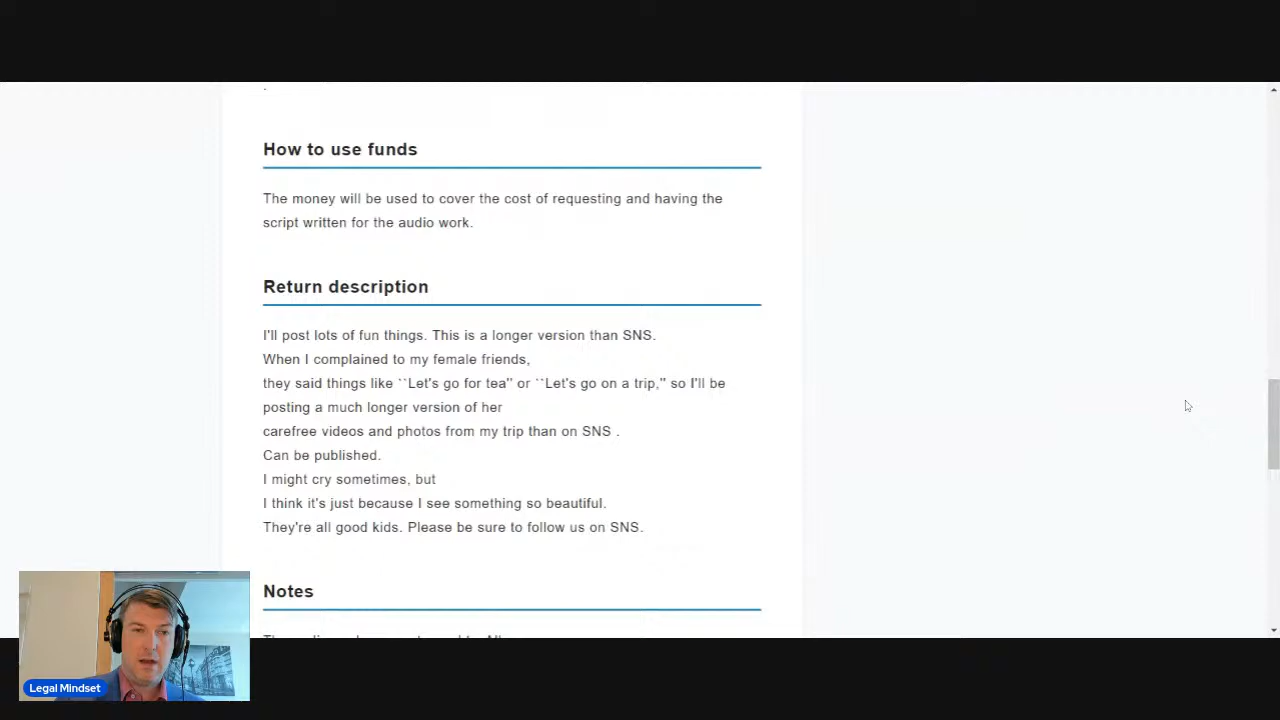 How to use funds
The money will be used to cover the cost of requesting and having the
script written for the audio work.
Return description
I'll post lots of fun things. This is a longer version than SNS.
When I complained to my female friends,
they said things like ``Let's go for tea'' or ``Let's go on a trip,'' so I'll be
posting a much longer version of her
carefree videos and photos from my trip than on SNS .
Can be published.
I might cry sometimes, but
I think it's just because I see something so beautiful.
They're all good kids. Please be sure to follow us on SNS.
Notes
Legal Mindset